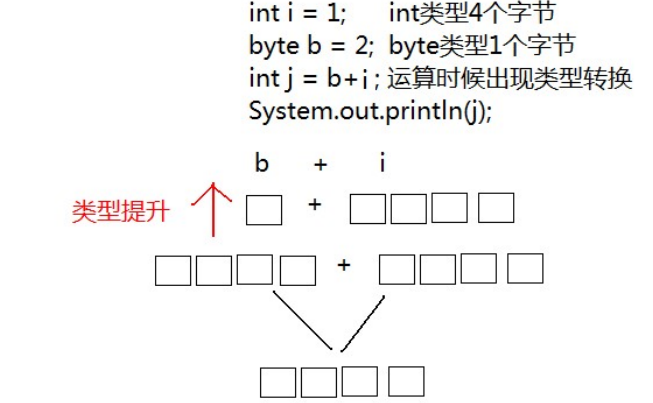 int i = 1; int类型4个字节
byte b = 2; byte类型1个字节
int j = b+i ; 运算时候出现类型转换
System.out.println(j);
b + i
类型提升 +
+